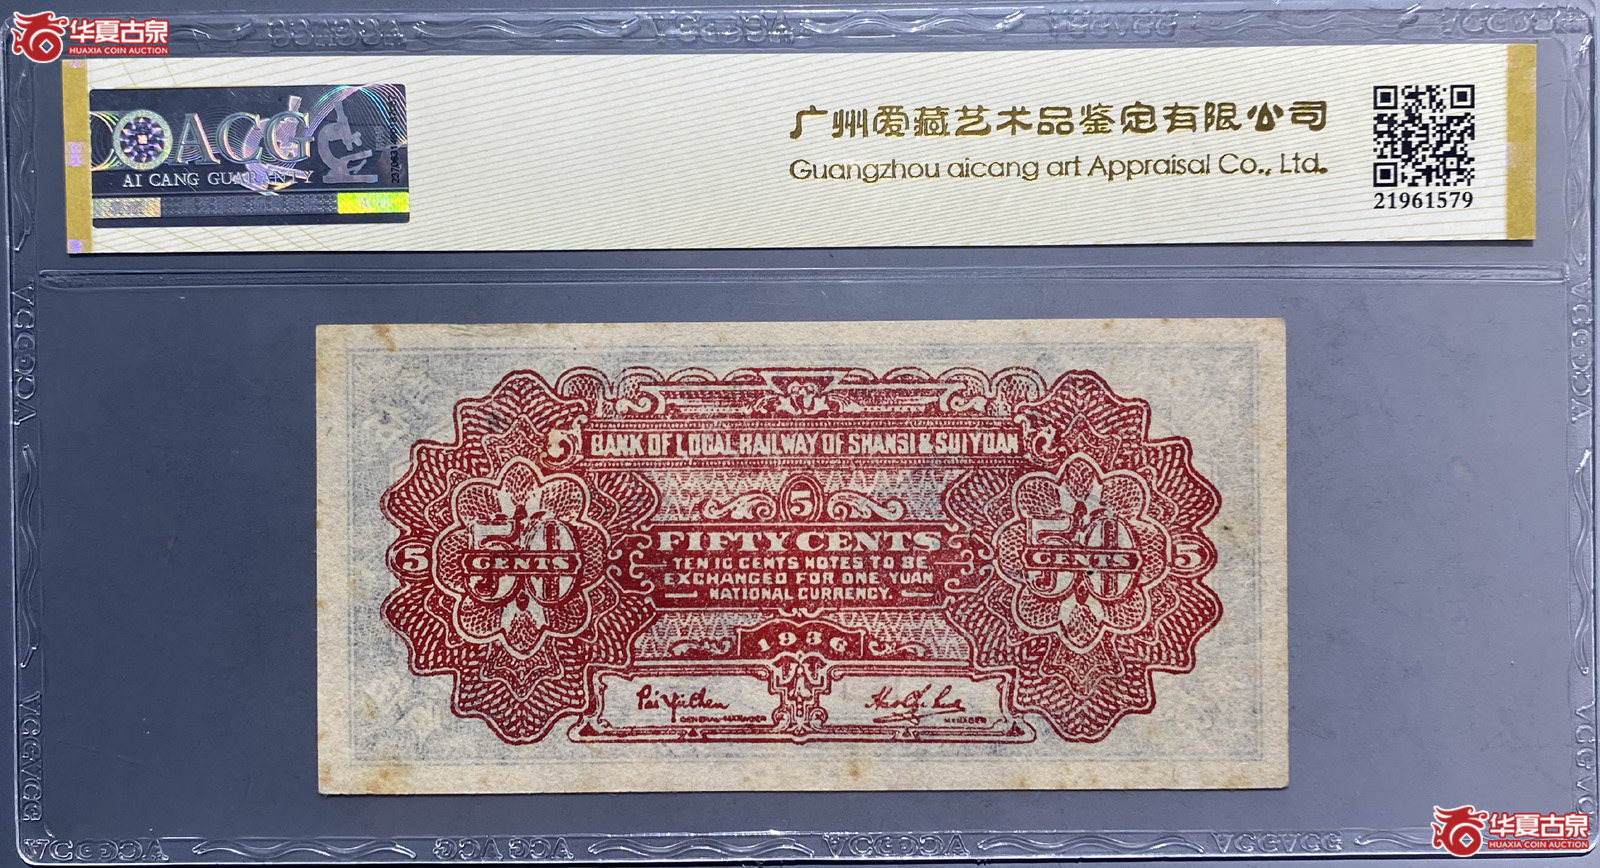 华夏古泉
HUAXIA COIN AUCTION
ACG
AI CANG GUARANTY
广州爱藏艺术品鉴定有限公司
Guangzhou aicang art Appraisal Co., Ltd.
21961579
BANK OF LOCAL RAILWAY OF SHANSI & SUIYUAN
5
50
CENTS
50
CENTS
5
5
FIFTY CENTS
TEN 10 CENTS NOTES TO BE
EXCHANGED FOR ONE YUAN
NATIONAL CURRENCY.
1936
GENERAL-MANAGER
MENAGER
华夏古泉
HUAXIA COIN AUCTION